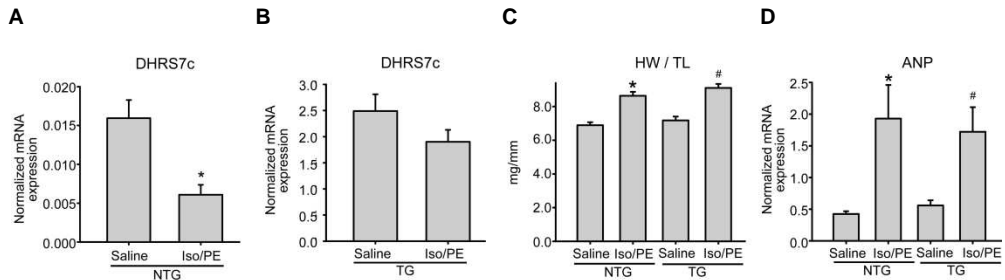 A
B
C
D
DHRS7c
Normalized mRNA
expression
0.020
0.015
0.010
0.005
0.000
*
Saline Iso/PE
NTG
DHRS7c
Normalized mRNA
expression
3.0
2.5
2.0
1.5
1.0
0.5
0.0
Saline Iso/PE
TG
HW / TL
mg/mm
8.0
6.0
4.0
2.0
0.0
* #
Saline Iso/PE Saline Iso/PE
NTG TG
ANP
Normalized mRNA
expression
2.5
2.0
1.5
1.0
0.5
0.0
* #
Saline Iso/PE Saline Iso/PE
NTG TG